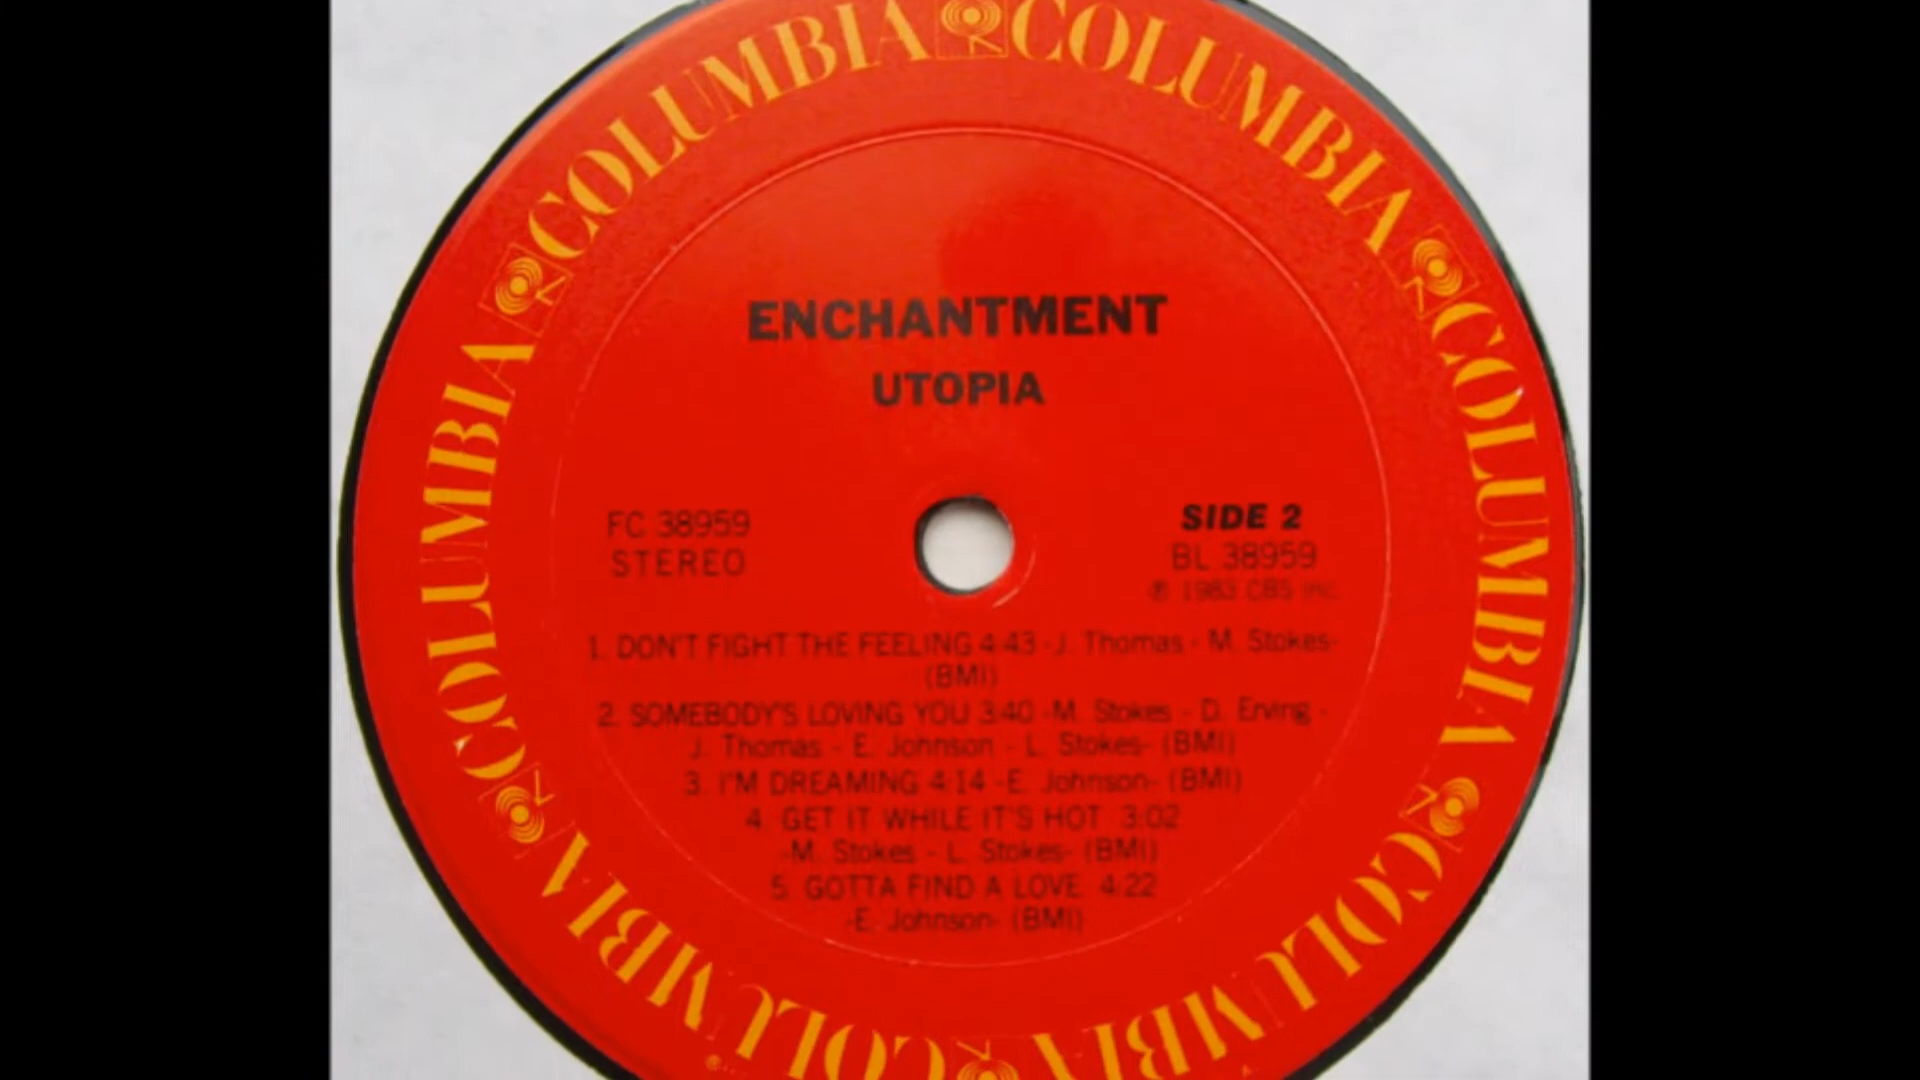 COLUMBIA COLUMBIA COLUMBIA COLUMBIA COLUMBIA COLUMBIA COLUMBIA COLUMBIA
ENCHANTMENT
UTOPIA
FC 38959
STEREO
SIDE 2
BL 38959
℗ 1983 CBS Inc.
1. DON'T FIGHT THE FEELING 4:43 -J. Thomas - M. Stokes-
(BMI)
2. SOMEBODY'S LOVING YOU 3:40 -M. Stokes - D. Erving -
J. Thomas - E. Johnson - L. Stokes- (BMI)
3. I'M DREAMING 4:14 -E. Johnson- (BMI)
4. GET IT WHILE IT'S HOT 3:02
-M. Stokes - L. Stokes- (BMI)
5. GOTTA FIND A LOVE 4:22
-E. Johnson- (BMI)